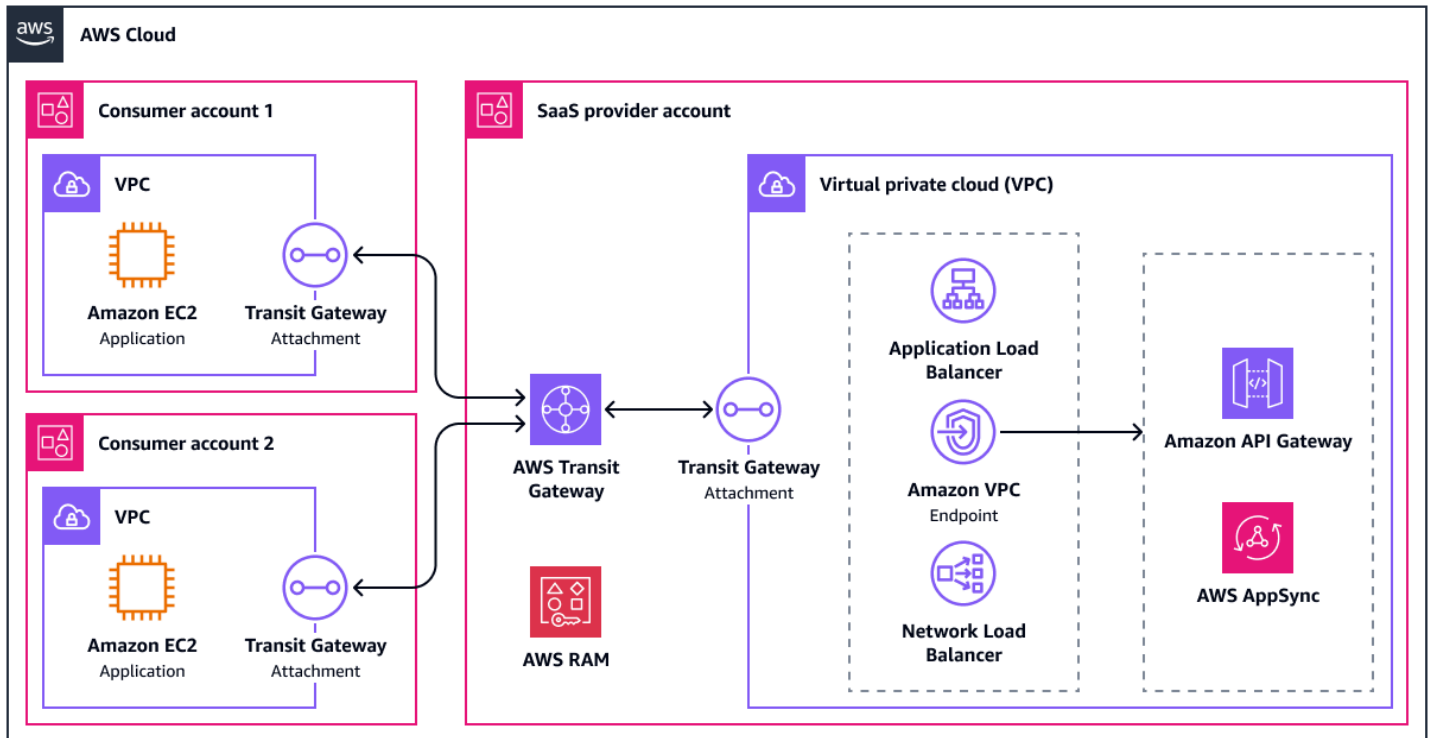 aws
AWS Cloud
Consumer account 1
VPC
Amazon EC2
Application
Transit Gateway
Attachment
Consumer account 2
VPC
Amazon EC2
Application
Transit Gateway
Attachment
SaaS provider account
AWS Transit
Gateway
AWS RAM
Transit Gateway
Attachment
Virtual private cloud (VPC)
Application Load
Balancer
Amazon VPC
Endpoint
Network Load
Balancer
</>
Amazon API Gateway
AWS AppSync